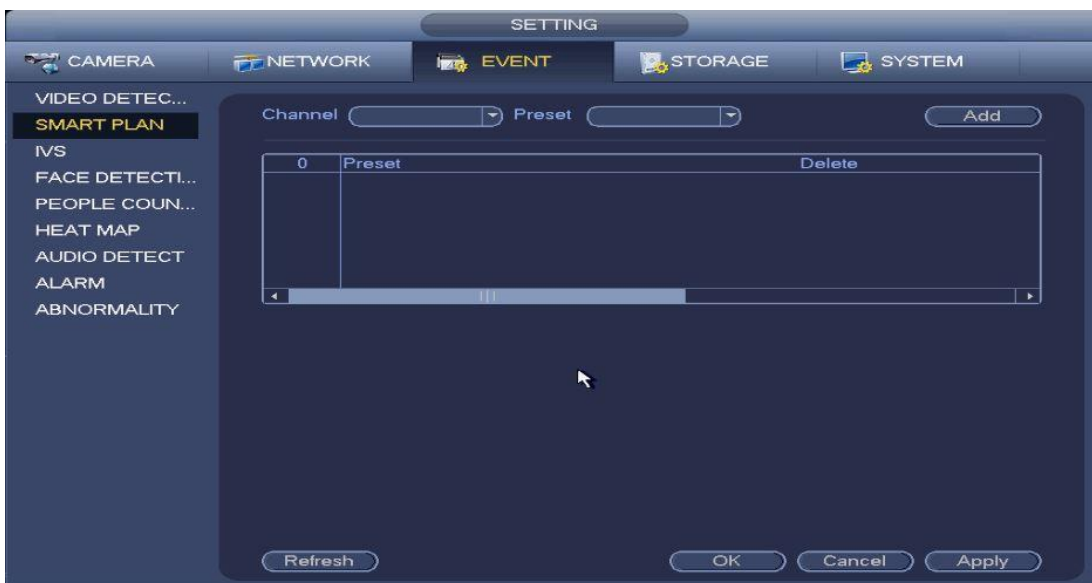 SETTING
CAMERA NETWORK EVENT STORAGE SYSTEM
VIDEO DETEC...
SMART PLAN
IVS
FACE DETECTI...
PEOPLE COUN...
HEAT MAP
AUDIO DETECT
ALARM
ABNORMALITY
Channel Preset Add
0 Preset Delete
Refresh OK Cancel Apply